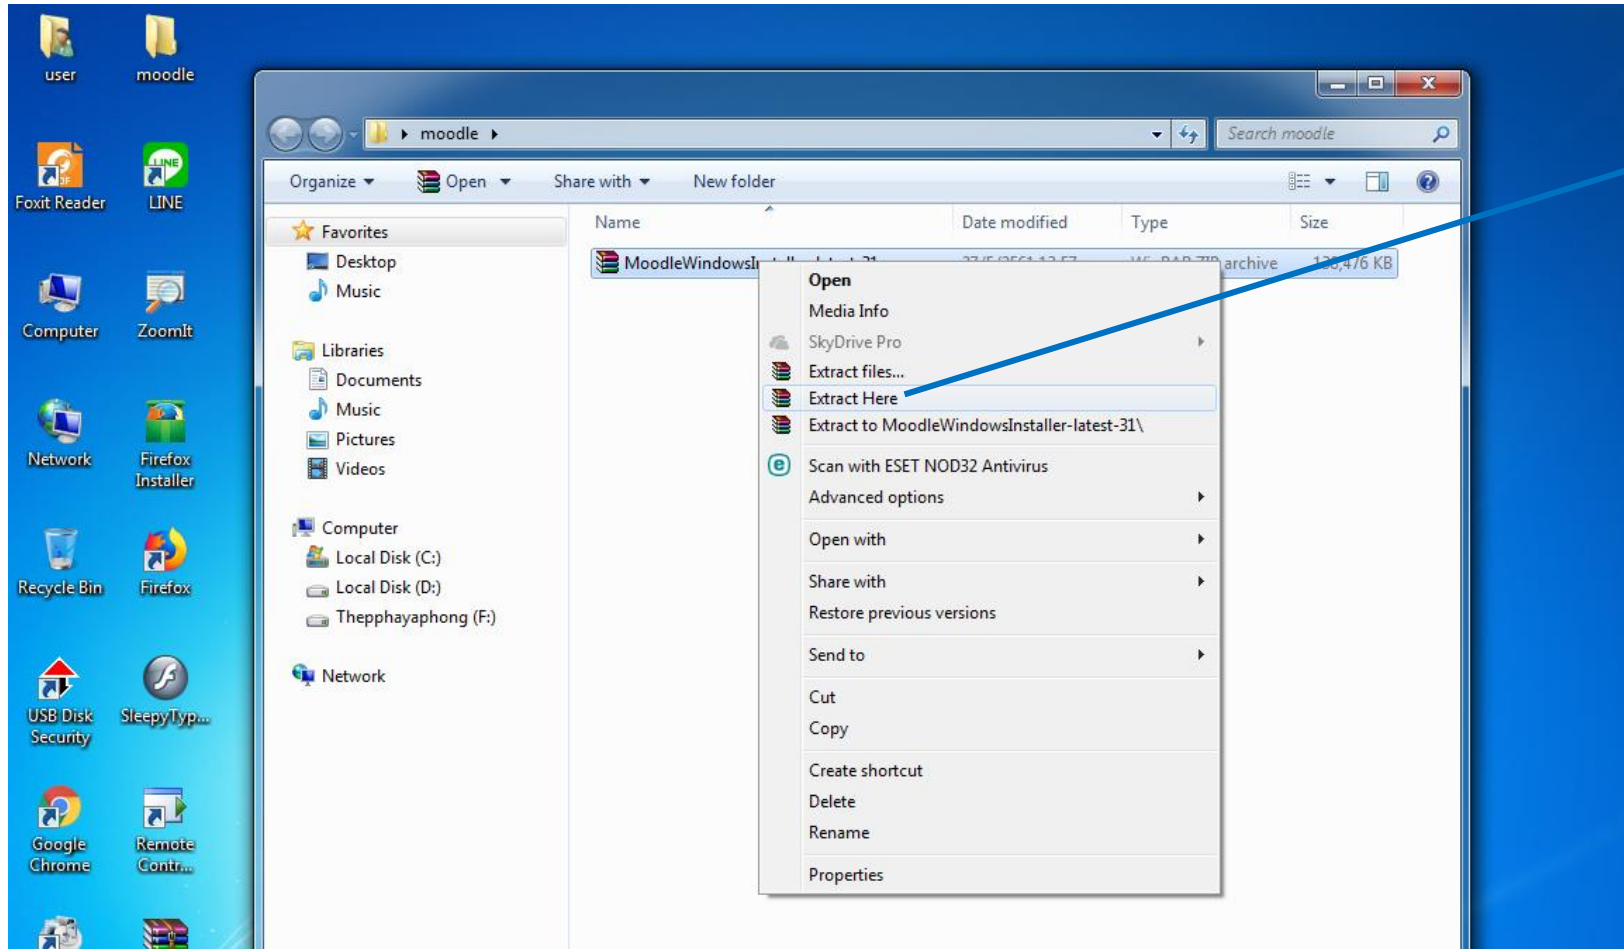 user
moodle
Foxit Reader
LINE
Computer
ZoomIt
Network
Firefox
Installer
Recycle Bin
Firefox
USB Disk
Security
SleepyTyp...
Google
Chrome
Remote
Contr...
moodle
Search moodle
Organize
Open
Share with
New folder
Favorites
Desktop
Music
Libraries
Documents
Music
Pictures
Videos
Computer
Local Disk (C:)
Local Disk (D:)
Thepphayaphong (F:)
Network
Name Date modified Type Size
archive 138,476 KB
Open
Media Info
SkyDrive Pro
Extract files...
Extract Here
Extract to MoodleWindowsInstaller-latest-31\
Scan with ESET NOD32 Antivirus
Advanced options
Open with
Share with
Restore previous versions
Send to
Cut
Copy
Create shortcut
Delete
Rename
Properties